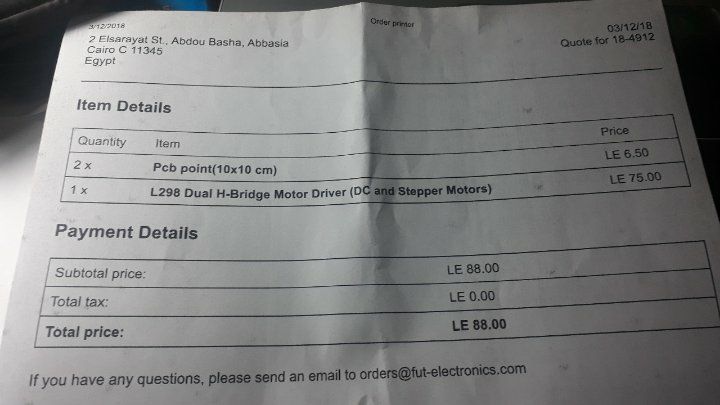 3/12/2018
Order printer
03/12/18
2 Elsarayat St., Abdou Basha, Abbasia
Quote for 18-4912
Cairo C 11345
Egypt
Item Details
Quantity Item Price
2 x Pcb point(10x10 cm) LE 6.50
1 x L298 Dual H-Bridge Motor Driver (DC and Stepper Motors) LE 75.00
Payment Details
Subtotal price: LE 88.00
Total tax: LE 0.00
Total price: LE 88.00
If you have any questions, please send an email to orders@fut-electronics.com